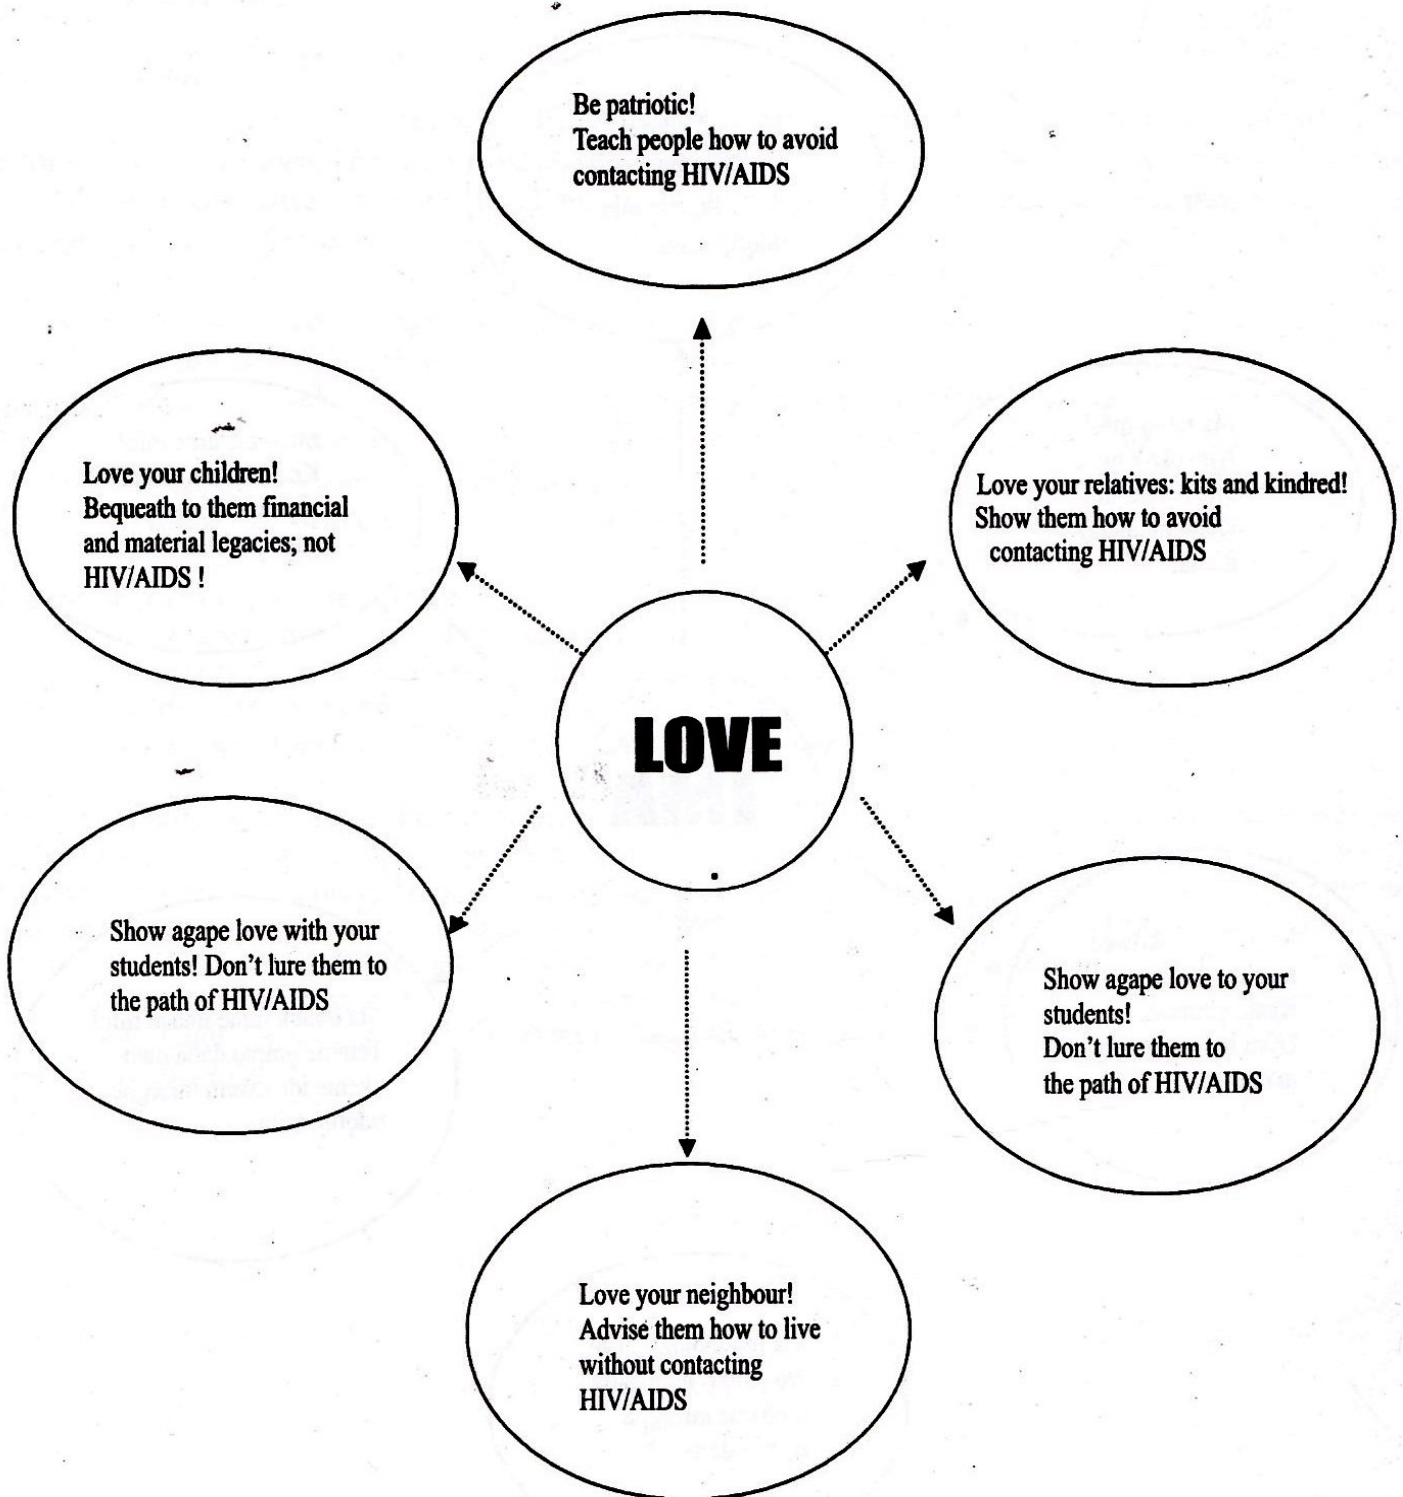 Be patriotic!
Teach people how to avoid
contacting HIV/AIDS
Love your children!
Bequeath to them financial
and material legacies; not
HIV/AIDS !
Love your relatives: kits and kindred!
Show them how to avoid
contacting HIV/AIDS
LOVE
Show agape love with your
students! Don't lure them to
the path of HIV/AIDS
Show agape love to your
students!
Don't lure them to
the path of HIV/AIDS
Love your neighbour!
Advise them how to live
without contacting
HIV/AIDS